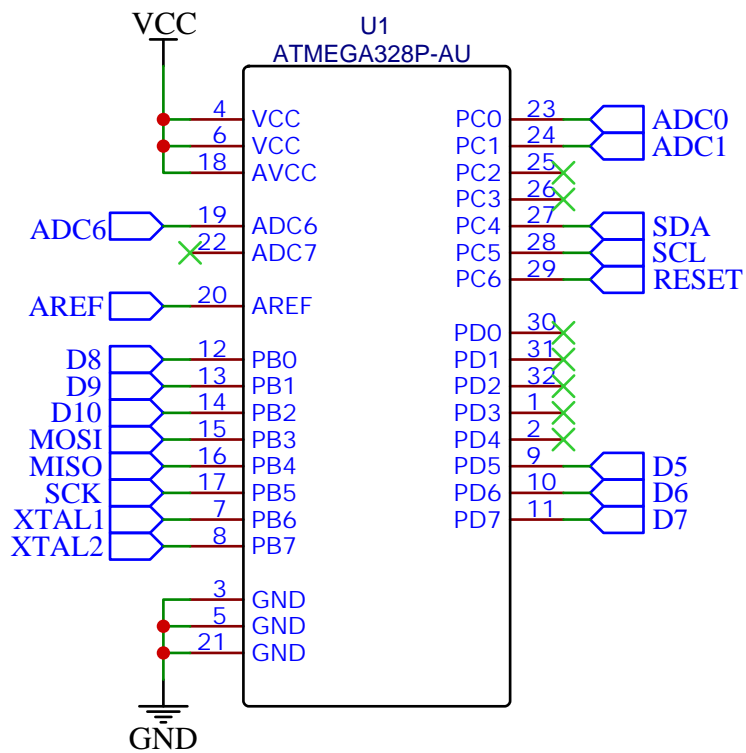 VCC
U1
ATMEGA328P-AU
4 VCC PC0 23 ADC0
6 VCC PC1 24 ADC1
18 AVCC PC2 25
PC3 26
ADC6 19 ADC6 PC4 27 SDA
22 ADC7 PC5 28 SCL
PC6 29 RESET
AREF 20 AREF
PD0 30
D8 12 PB0 PD1 31
D9 13 PB1 PD2 32
D10 14 PB2 PD3 1
MOSI 15 PB3 PD4 2
MISO 16 PB4 PD5 9 D5
SCK 17 PB5 PD6 10 D6
XTAL1 7 PB6 PD7 11 D7
XTAL2 8 PB7
3 GND
5 GND
21 GND
GND